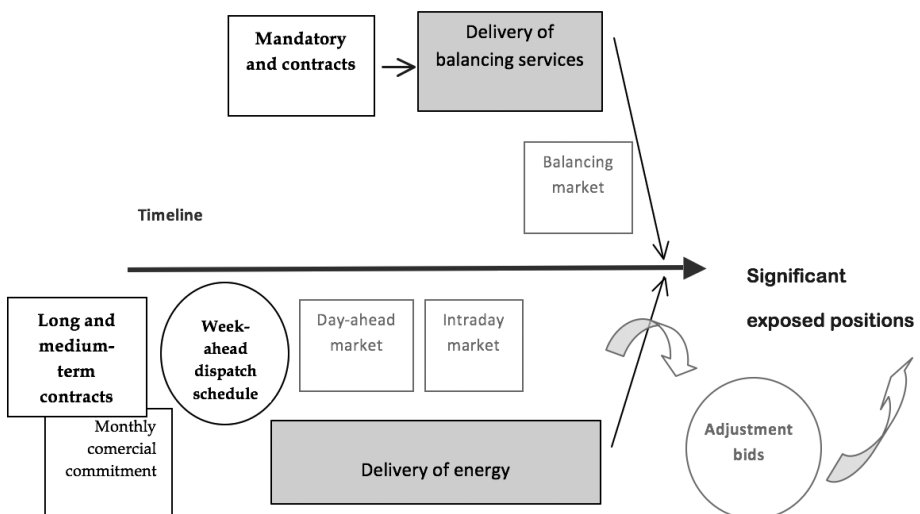 Mandatory
and contracts
Delivery of
balancing services
Balancing
market
Timeline
Significant
exposed positions
Long and
medium-
term
contracts
Week-
ahead
dispatch
schedule
Day-ahead
market
Intraday
market
Monthly
comercial
commitment
Delivery of energy
Adjustment
bids